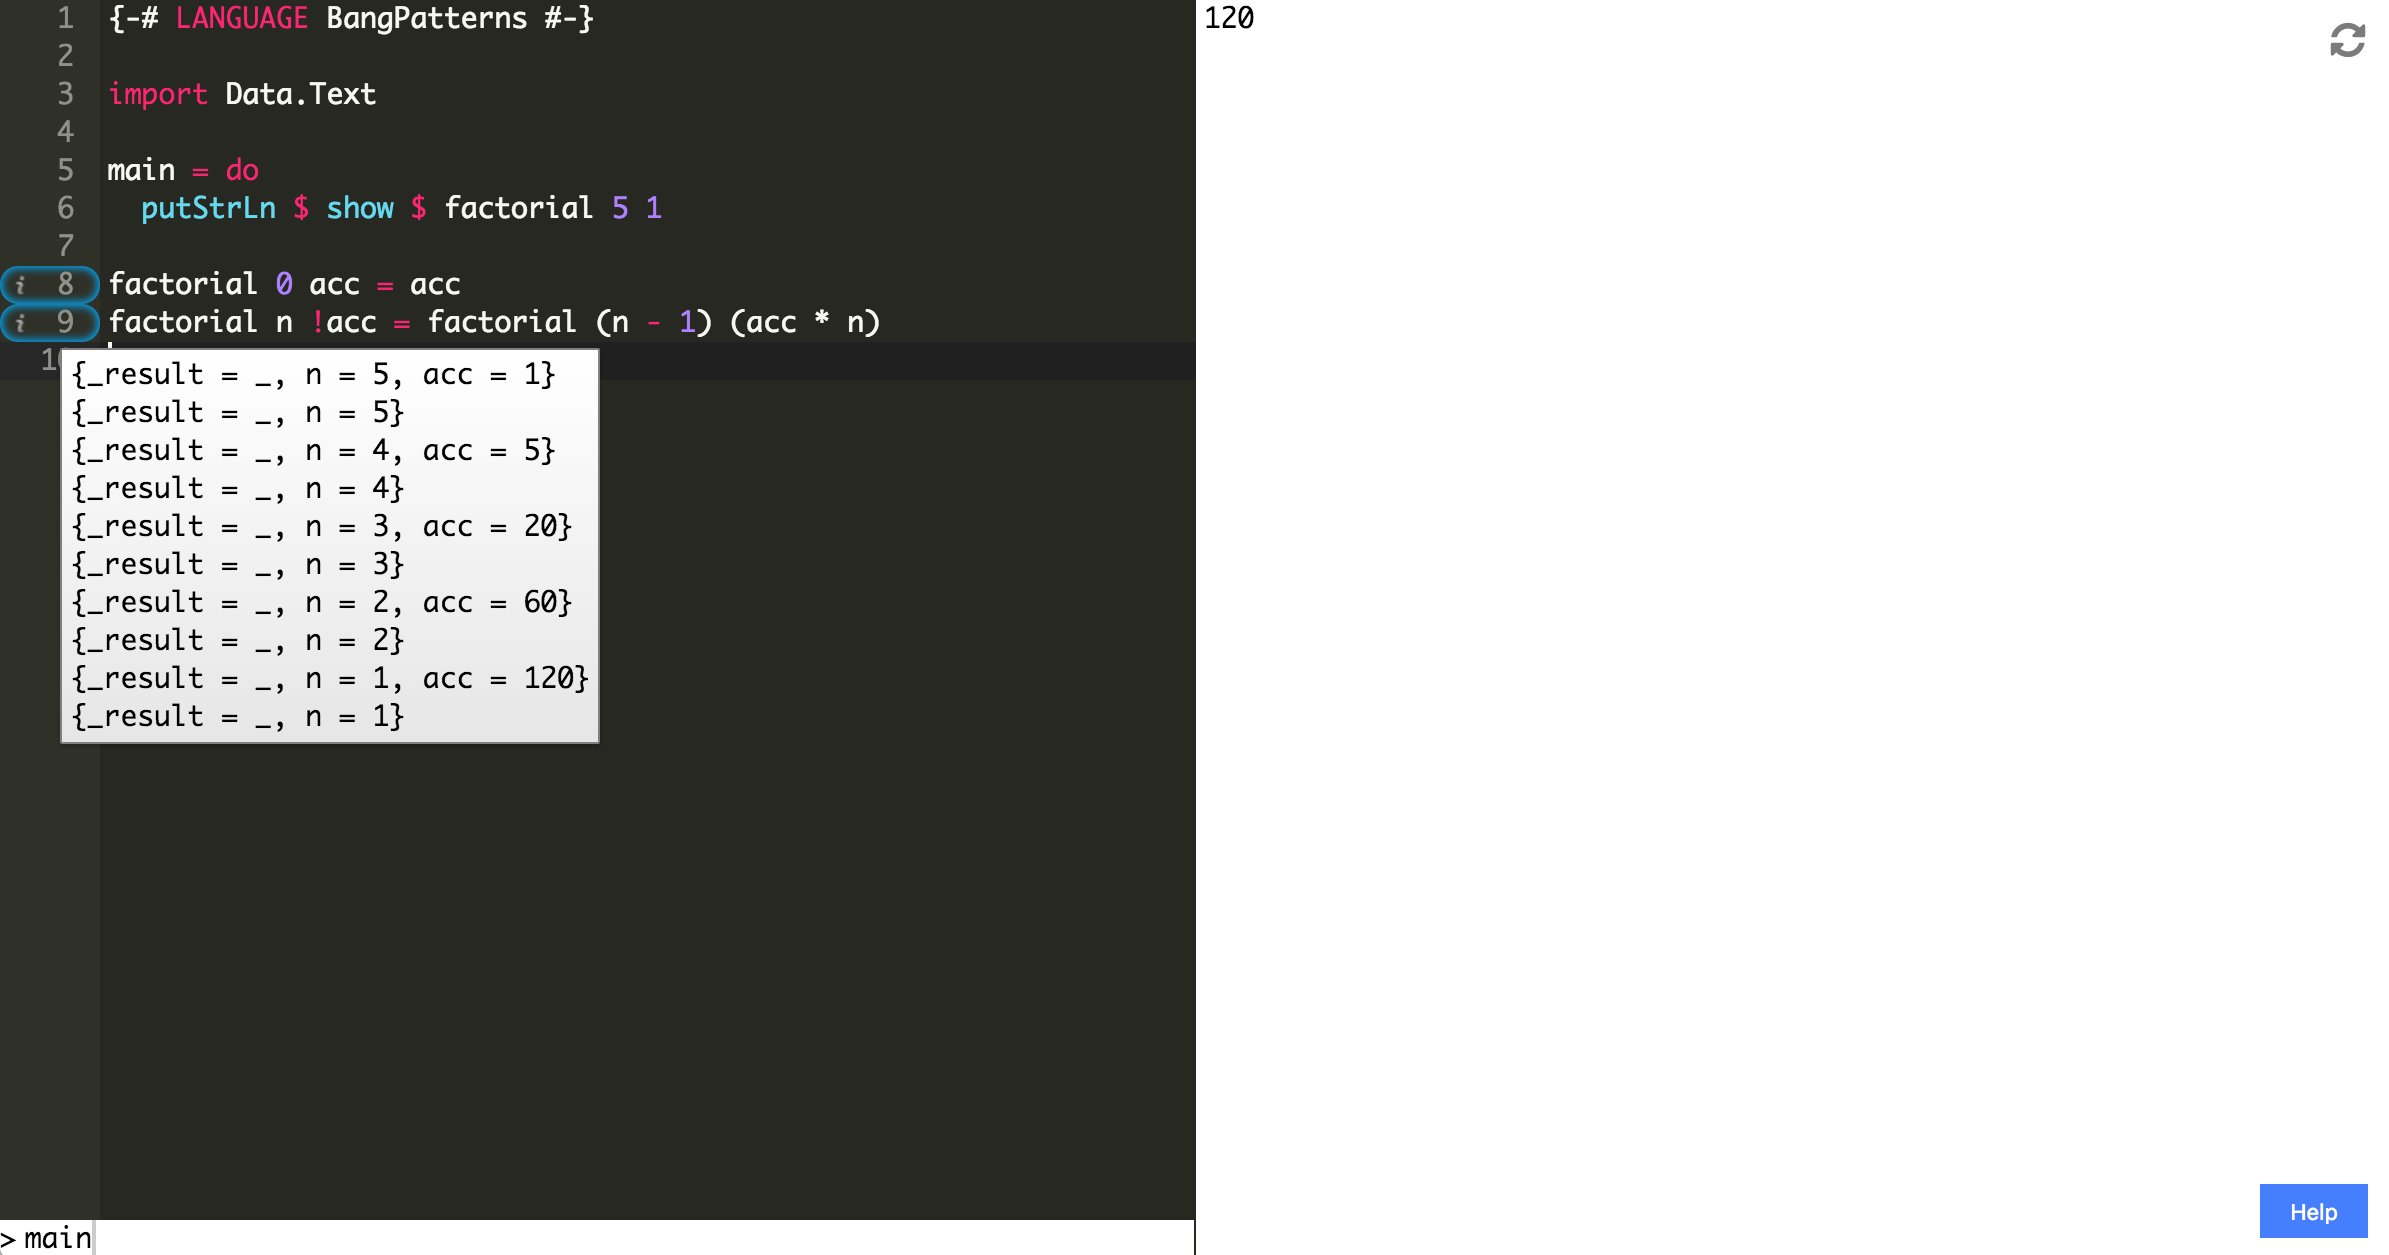 1 {-# LANGUAGE BangPatterns #-}
2
3 import Data.Text
4
5 main = do
6 putStrLn $ show $ factorial 5 1
7
i 8 factorial 0 acc = acc
i 9 factorial n !acc = factorial (n - 1) (acc * n)
10
{_result = _, n = 5, acc = 1}
{_result = _, n = 5}
{_result = _, n = 4, acc = 5}
{_result = _, n = 4}
{_result = _, n = 3, acc = 20}
{_result = _, n = 3}
{_result = _, n = 2, acc = 60}
{_result = _, n = 2}
{_result = _, n = 1, acc = 120}
{_result = _, n = 1}
> main
120
Help